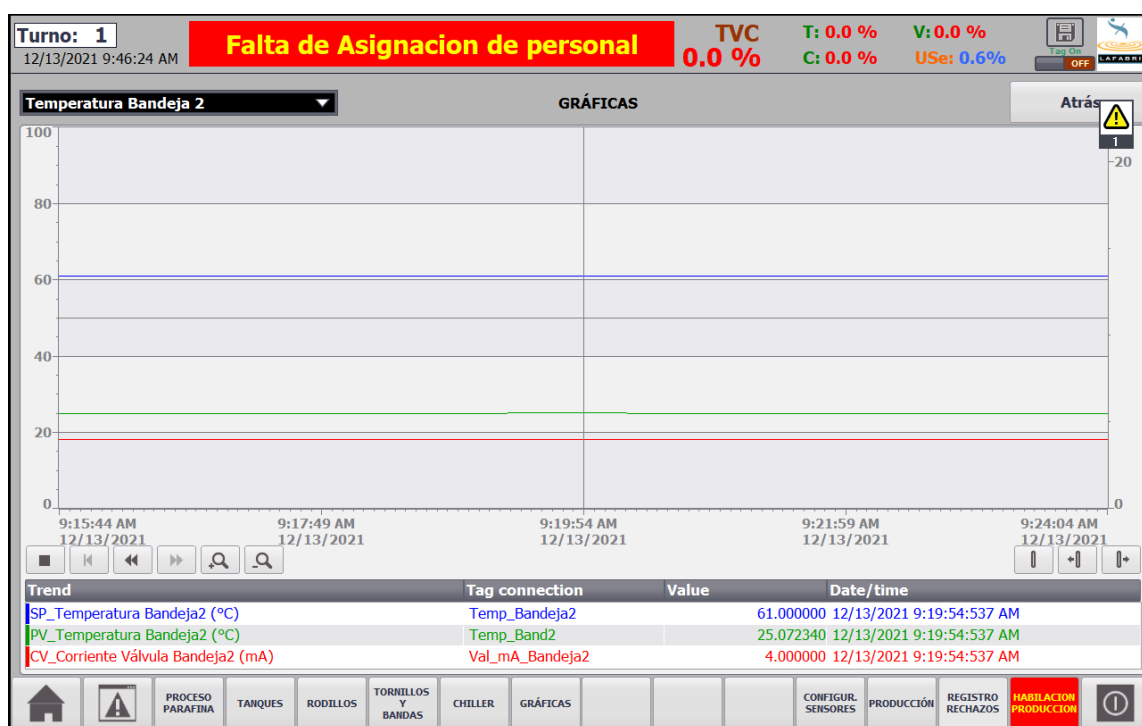 Turno: 1
12/13/2021 9:46:24 AM
Falta de Asignacion de personal
TVC
0.0 %
T: 0.0 %
V: 0.0 %
C: 0.0 %
USe: 0.6%
Tag On
OFF
LAFABRI
Temperatura Bandeja 2
GRÁFICAS
Atrás
1
100
80
60
40
20
0
20
0
9:15:44 AM
12/13/2021
9:17:49 AM
12/13/2021
9:19:54 AM
12/13/2021
9:21:59 AM
12/13/2021
9:24:04 AM
12/13/2021
Trend Tag connection Value Date/time
SP_Temperatura Bandeja2 (°C) Temp_Bandeja2 61.000000 12/13/2021 9:19:54:537 AM
PV_Temperatura Bandeja2 (°C) Temp_Band2 25.072340 12/13/2021 9:19:54:537 AM
CV_Corriente Válvula Bandeja2 (mA) Val_mA_Bandeja2 4.000000 12/13/2021 9:19:54:537 AM
PROCESO
PARAFINA
TANQUES
RODILLOS
TORNILLOS
Y
BANDAS
CHILLER
GRÁFICAS
CONFIGUR.
SENSORES
PRODUCCIÓN
REGISTRO
RECHAZOS
HABILACION
PRODUCCION